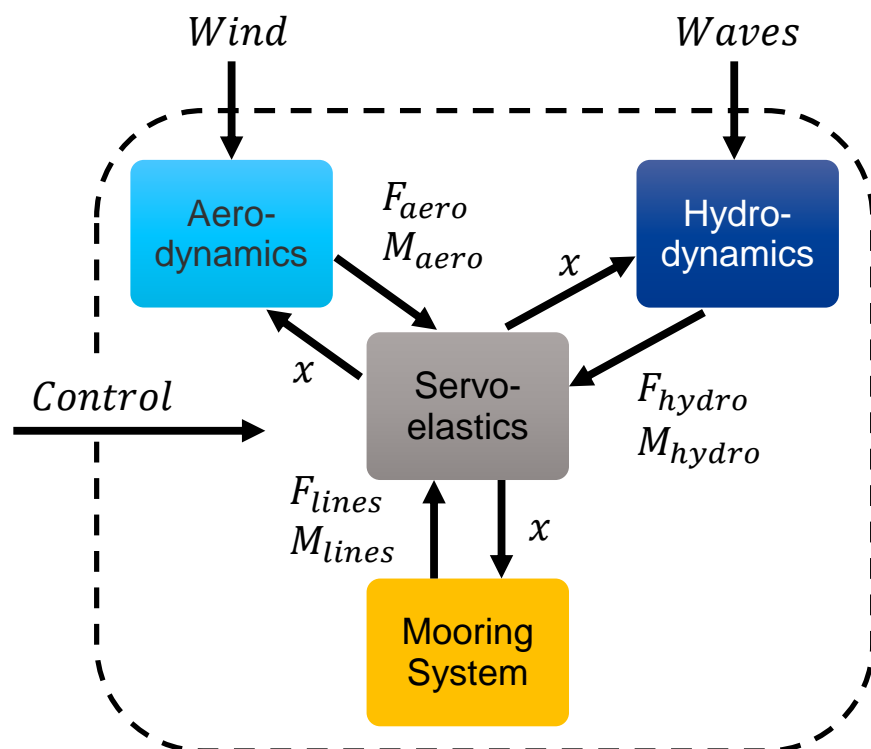 Wind
Waves
Aero-
dynamics
F_aero
M_aero
Hydro-
dynamics
x
x
Servo-
elastics
Control
F_hydro
M_hydro
F_lines
M_lines
x
Mooring
System